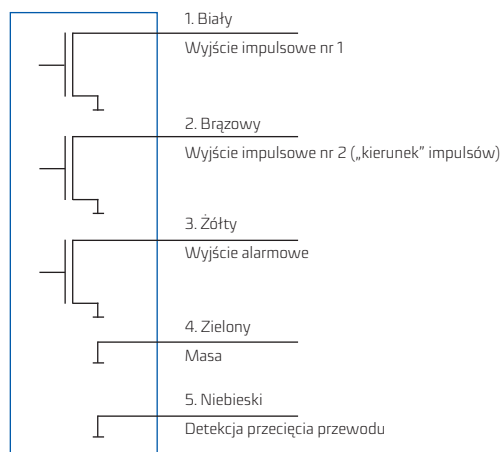 1. Biały
Wyjście impulsowe nr 1
2. Brązowy
Wyjście impulsowe nr 2 („kierunek” impulsów)
3. Żółty
Wyjście alarmowe
4. Zielony
Masa
5. Niebieski
Detekcja przecięcia przewodu